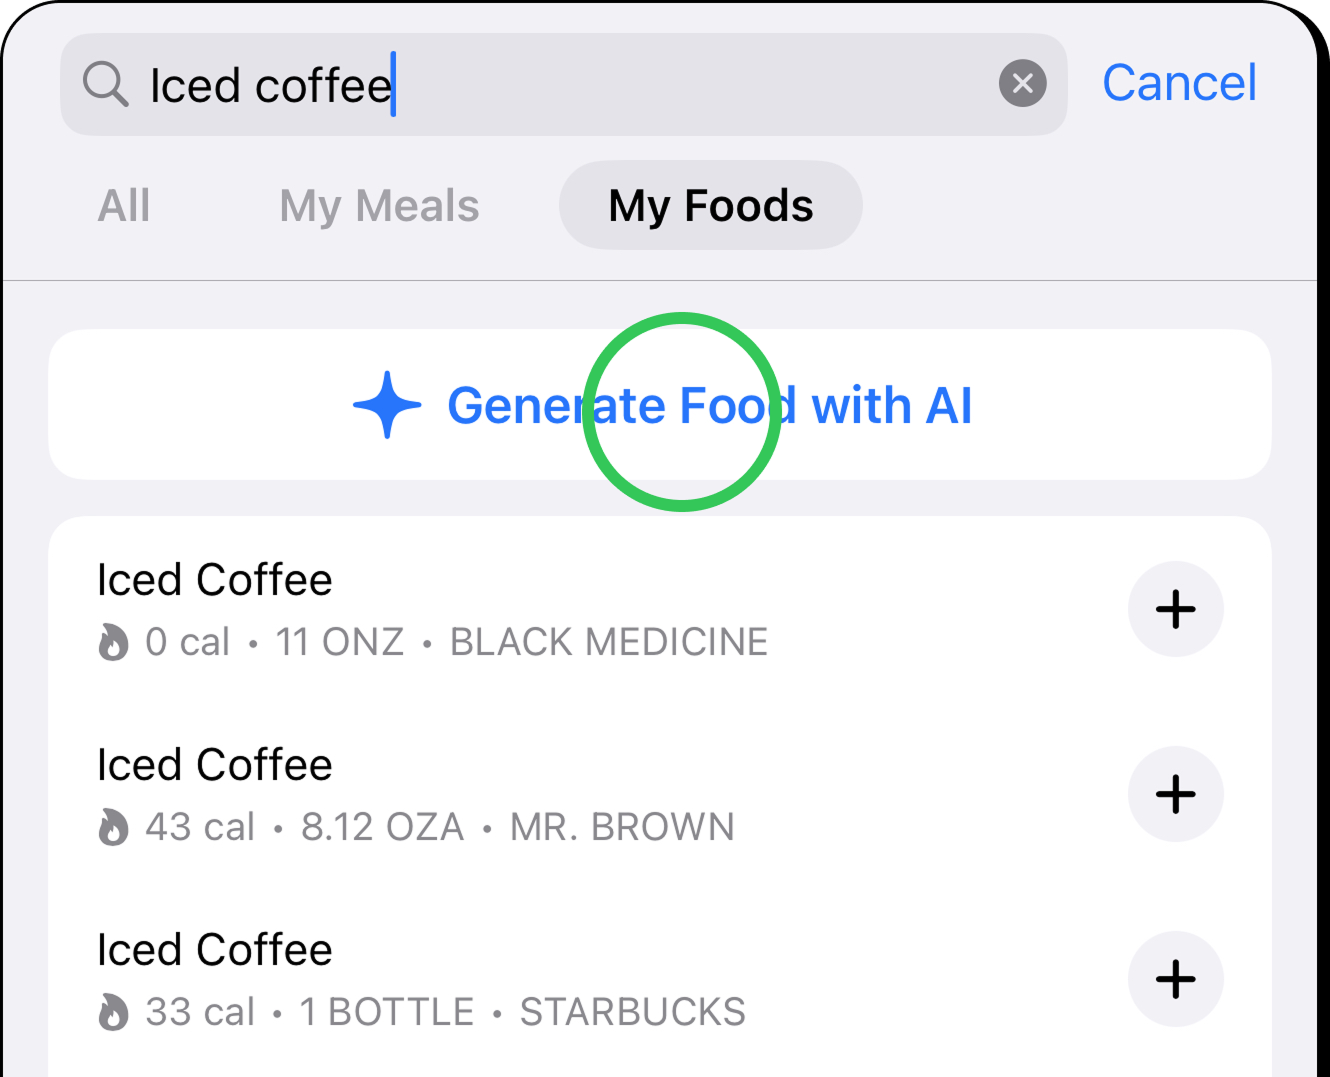 Iced coffee
Cancel
All My Meals My Foods
Generate Food with AI
Iced Coffee
0 cal • 11 ONZ • BLACK MEDICINE
Iced Coffee
43 cal • 8.12 OZA • MR. BROWN
Iced Coffee
33 cal • 1 BOTTLE • STARBUCKS